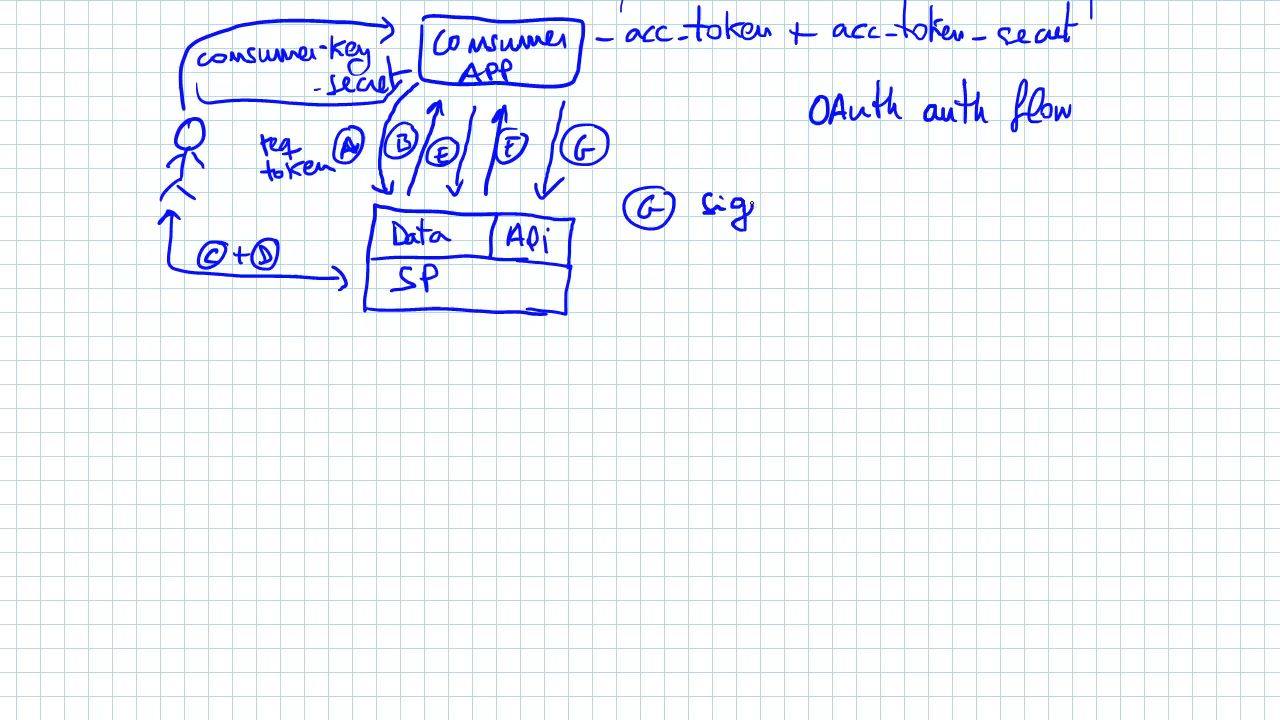 - acc-token + acc-token-secret
consumer-key
-secret
Consumer
APP
OAuth auth flow
req
token
A
B
E
F
G
G sig
Data
Api
C + D
SP